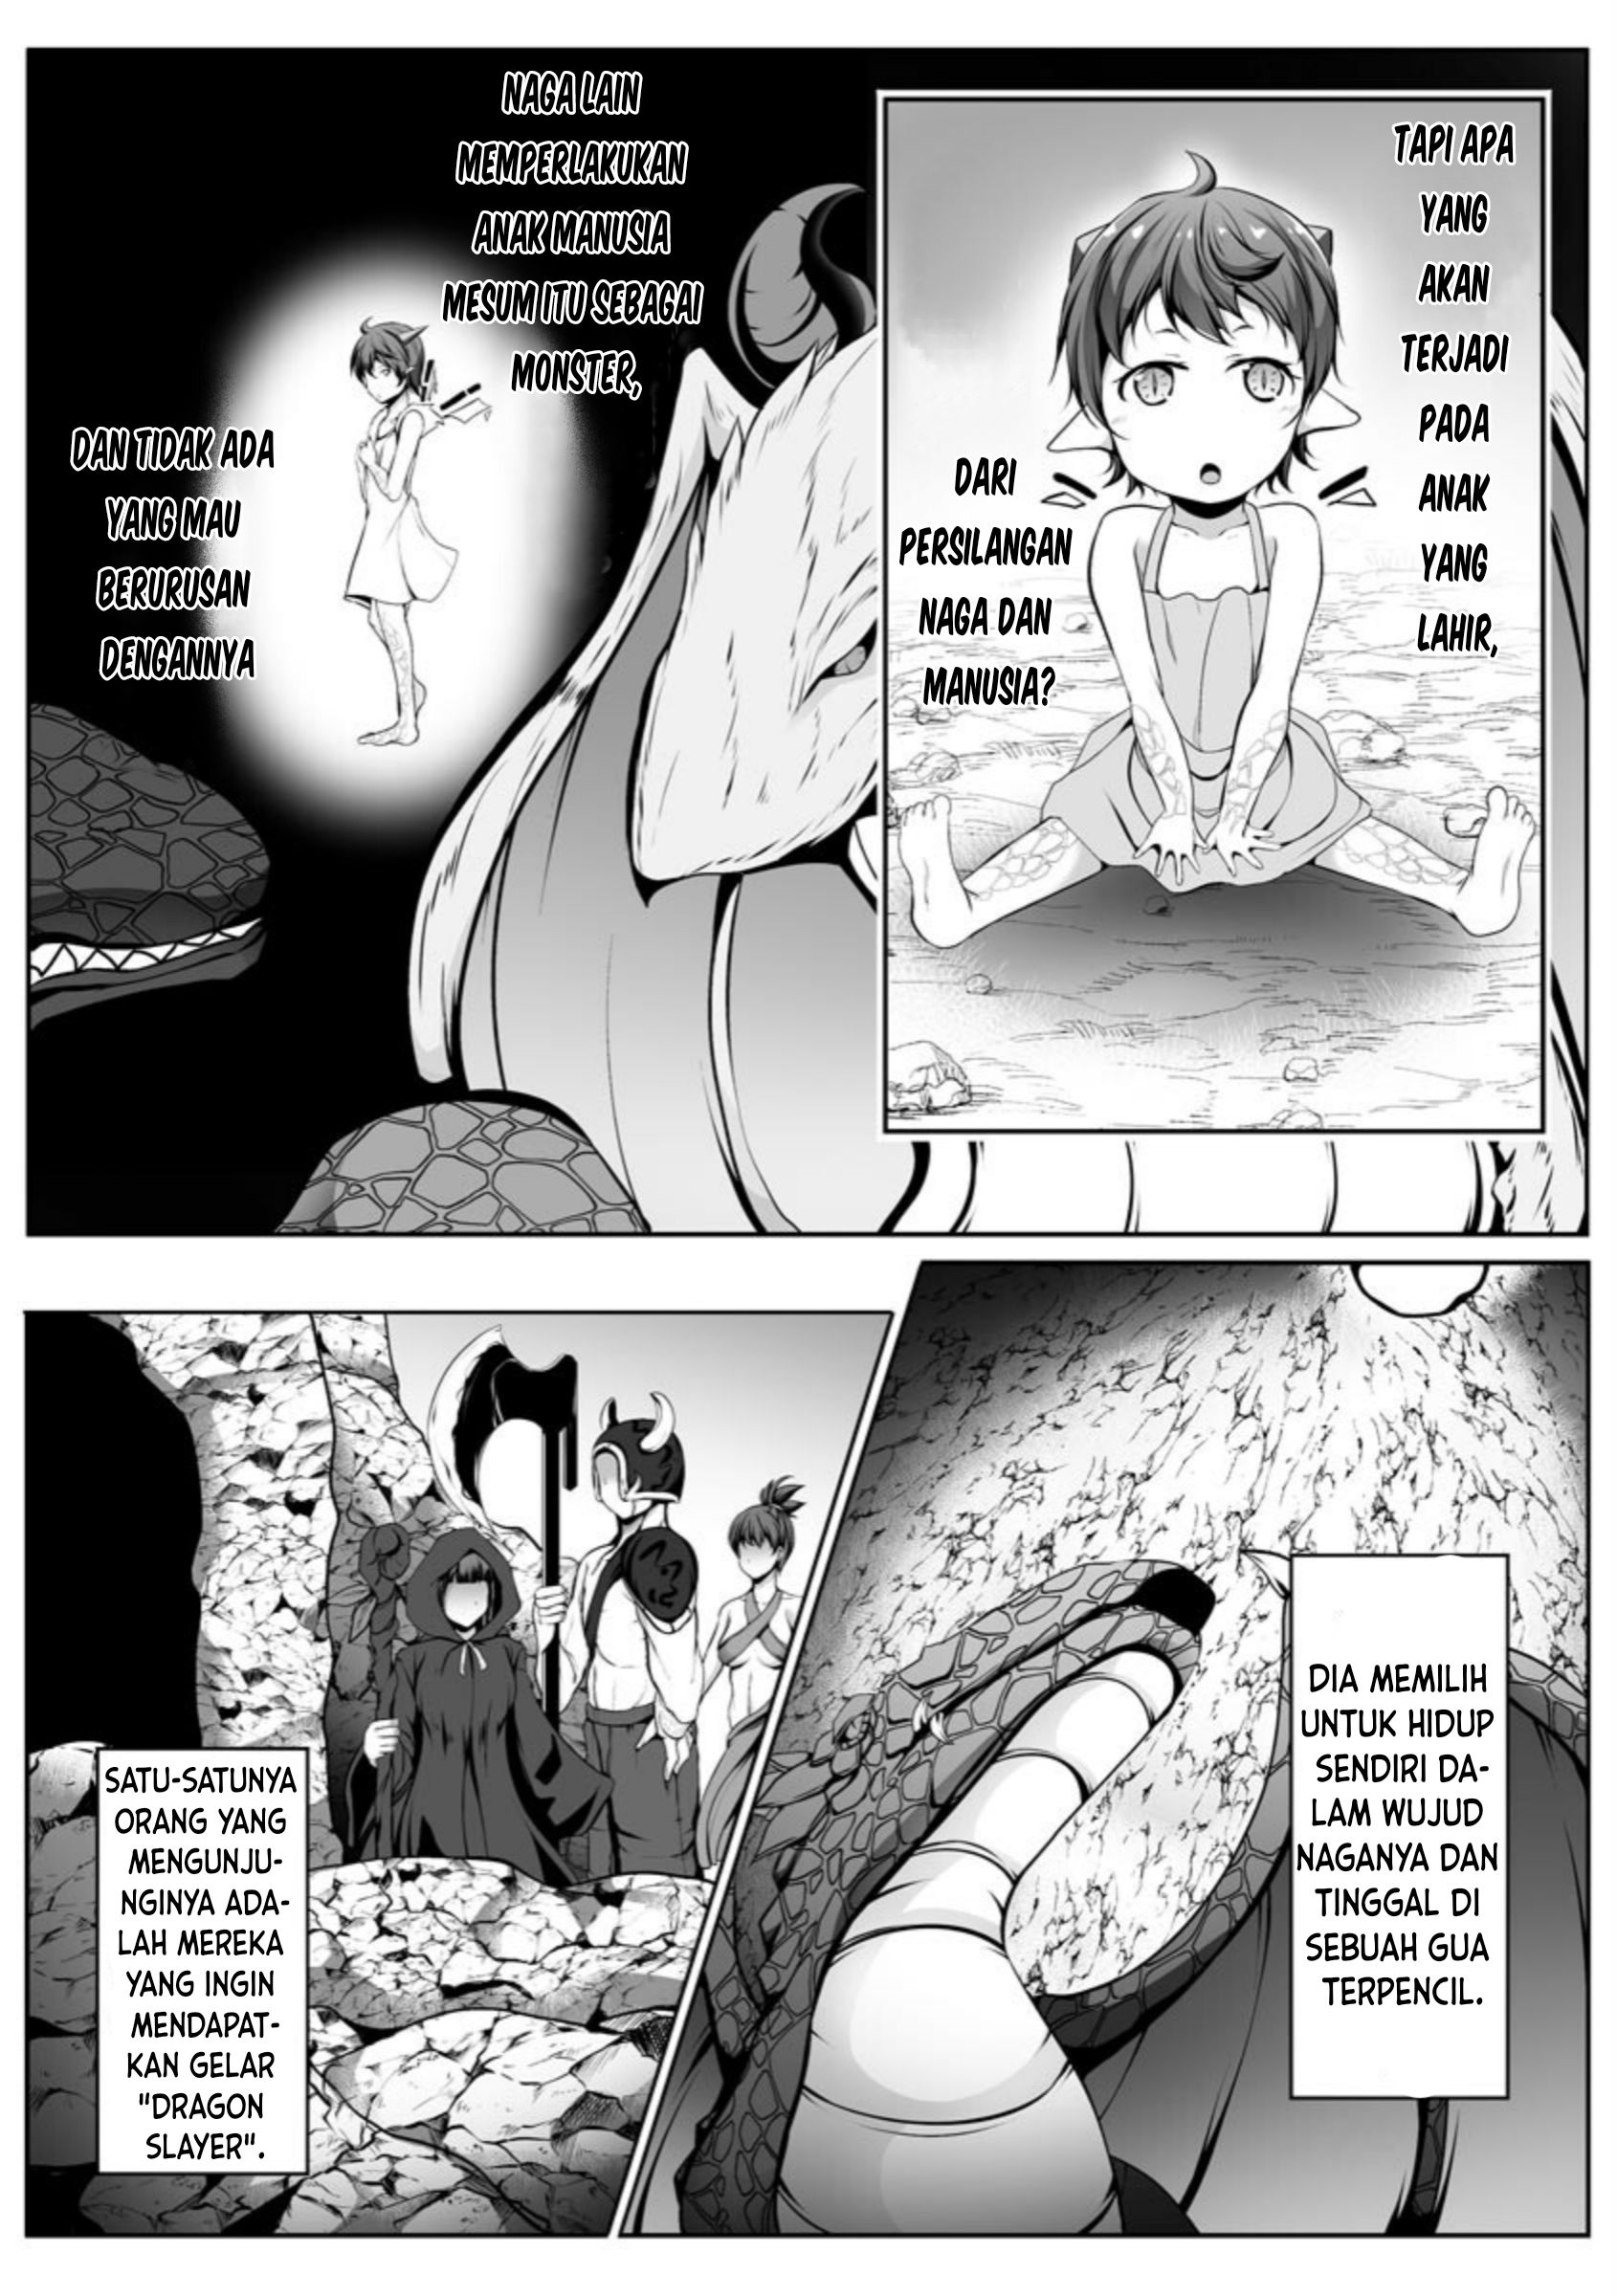 TAPI APA
YANG
AKAN
TERJADI
PADA
ANAK
YANG
LAHIR,
DARI
PERSILANGAN
NAGA DAN
MANUSIA?
NAGA LAIN
MEMPERLAKUKAN
ANAK MANUSIA
MESUM ITU SEBAGAI
MONSTER,
DAN TIDAK ADA
YANG MAU
BERURUSAN
DENGANNYA
DIA MEMILIH
UNTUK HIDUP
SENDIRI DA-
LAM WUJUD
NAGANYA DAN
TINGGAL DI
SEBUAH GUA
TERPENCIL.
SATU-SATUNYA
ORANG YANG
MENGUNJU-
NGINYA ADA-
LAH MEREKA
YANG INGIN
MENDAPAT-
KAN GELAR
"DRAGON
SLAYER".